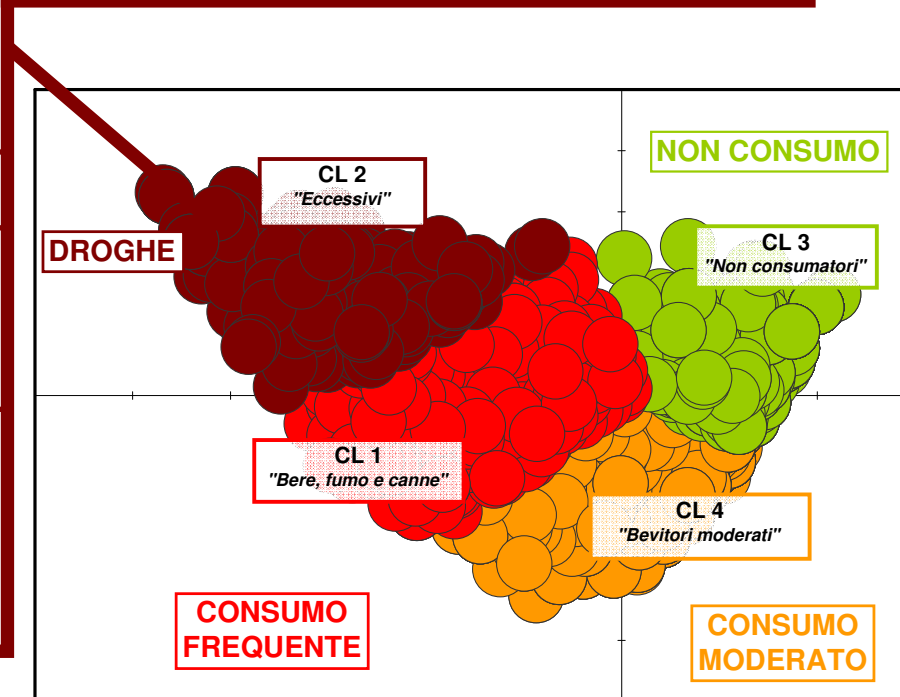 NON CONSUMO
CL 2
"Eccessivi"
DROGHE
CL 3
"Non consumatori"
CL 1
"Bere, fumo e canne"
CL 4
"Bevitori moderati"
CONSUMO
FREQUENTE
CONSUMO
MODERATO